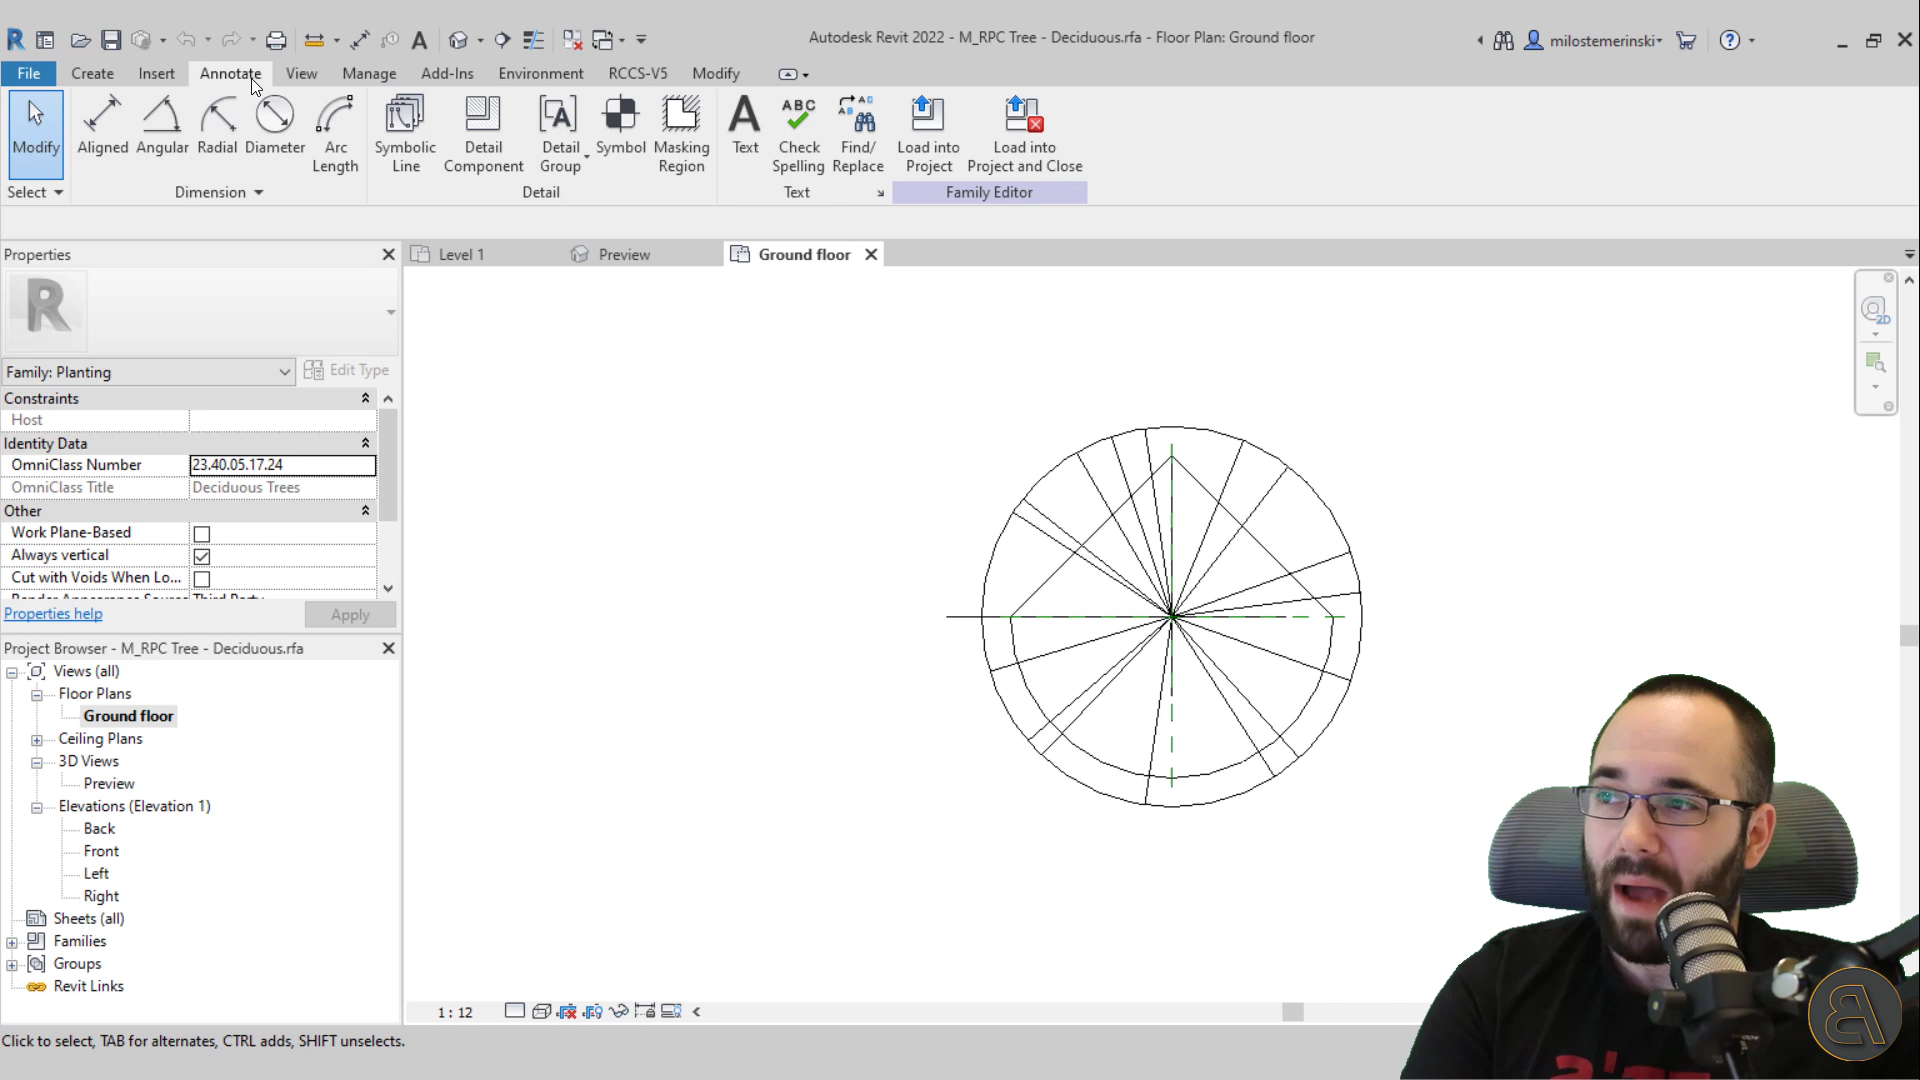 Autodesk Revit 2022 - M_RPC Tree - Deciduous.rfa - Floor Plan: Ground floor
milostemerinski
File Create Insert Annotate View Manage Add-Ins Environment RCCS-V5 Modify
Modify
Aligned Angular Radial Diameter Arc Length
Symbolic Line
Detail Component
Detail Group
Symbol
Masking Region
Text
ABC
Check Spelling
Find/ Replace
Load into Project
Load into Project and Close
Select
Dimension
Detail
Text
Family Editor
Properties
Level 1
Preview
Ground floor
R
2D
Family: Planting
Edit Type
Constraints
Host
Identity Data
OmniClass Number 23.40.05.17.24
OmniClass Title Deciduous Trees
Other
Work Plane-Based
Always vertical
Cut with Voids When Lo...
Properties help
Apply
Project Browser - M_RPC Tree - Deciduous.rfa
Views (all)
Floor Plans
Ground floor
Ceiling Plans
3D Views
Preview
Elevations (Elevation 1)
Back
Front
Left
Right
Sheets (all)
Families
Groups
Revit Links
1 : 12
Click to select, TAB for alternates, CTRL adds, SHIFT unselects.